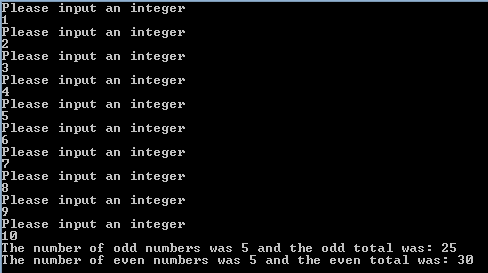 Please input an integer
1
Please input an integer
2
Please input an integer
3
Please input an integer
4
Please input an integer
5
Please input an integer
6
Please input an integer
7
Please input an integer
8
Please input an integer
9
Please input an integer
10
The number of odd numbers was 5 and the odd total was: 25
The number of even numbers was 5 and the even total was: 30